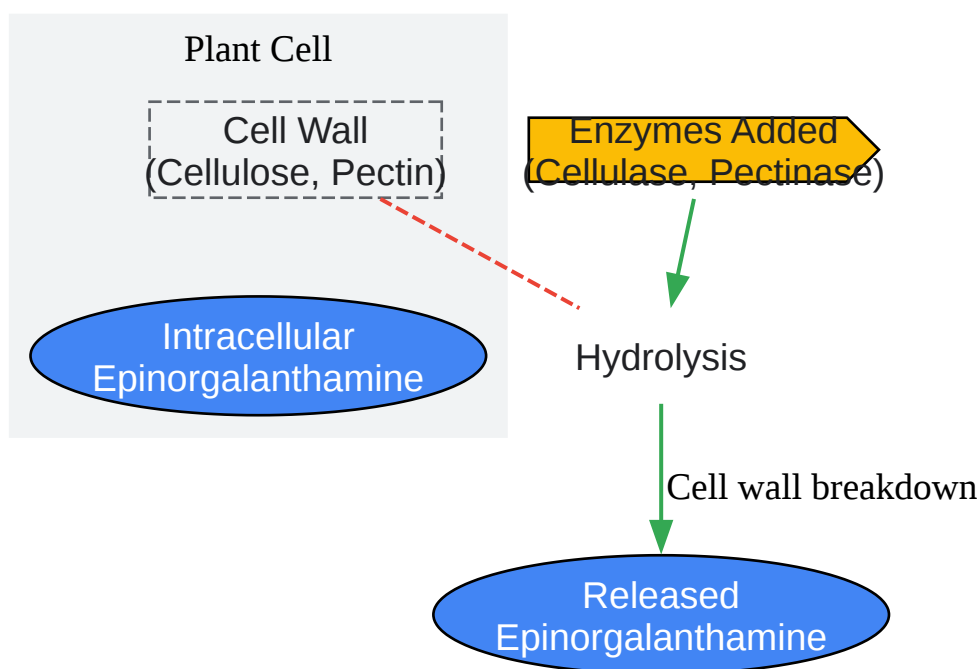 Plant Cell
Cell Wall
(Cellulose, Pectin)
Enzymes Added
(Cellulase, Pectinase)
Intracellular
Epinorgalanthamine
Hydrolysis
Cell wall breakdown
Released
Epinorgalanthamine